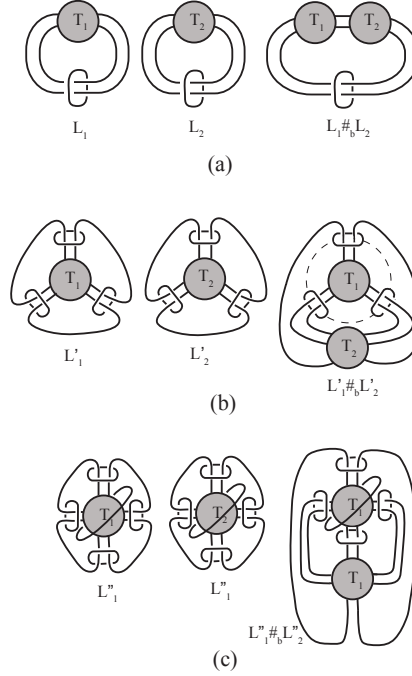 T₁ T₂ T₁ T₂
L₁ L₂ L₁#bL₂
(a)
T₁ T₂ T₁
T₂
L'₁ L'₂ L'₁#bL'₂
(b)
T₁ T₂ T₁
T₁
L"₁ L"₁
L"₁#bL"₂
(c)